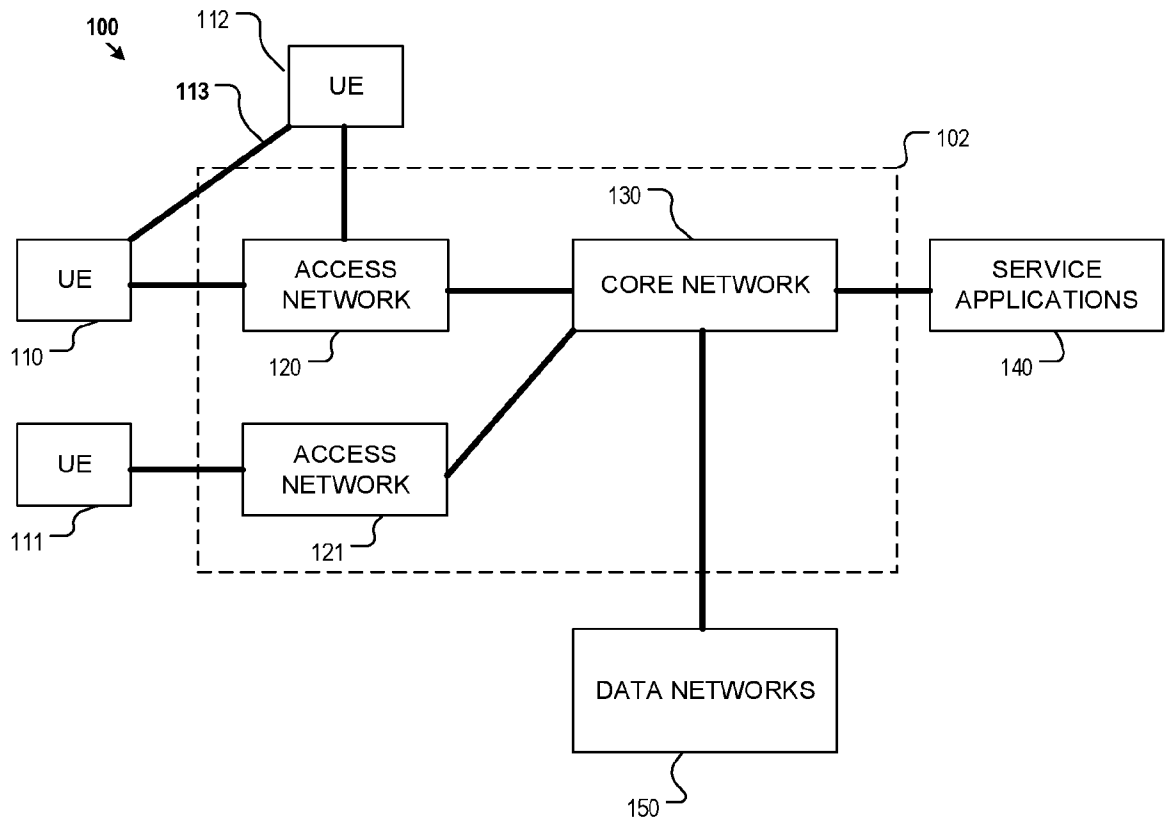 100
112
UE
113
102
130
UE
ACCESS
NETWORK
CORE NETWORK
SERVICE
APPLICATIONS
110
120
140
UE
ACCESS
NETWORK
111
121
DATA NETWORKS
150